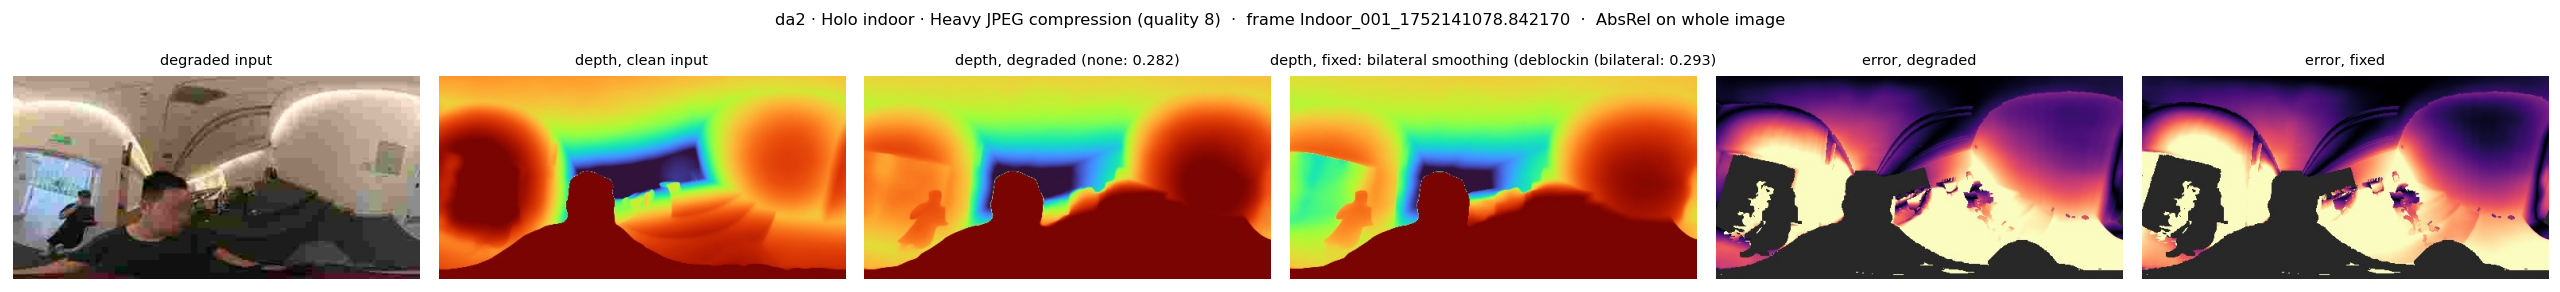 da2 · Holo indoor · Heavy JPEG compression (quality 8)  ·  frame Indoor_001_1752141078.842170  ·  AbsRel on whole image
degraded input
depth, clean input
depth, degraded (none: 0.282)
depth, fixed: bilateral smoothing (deblockin (bilateral: 0.293)
error, degraded
error, fixed